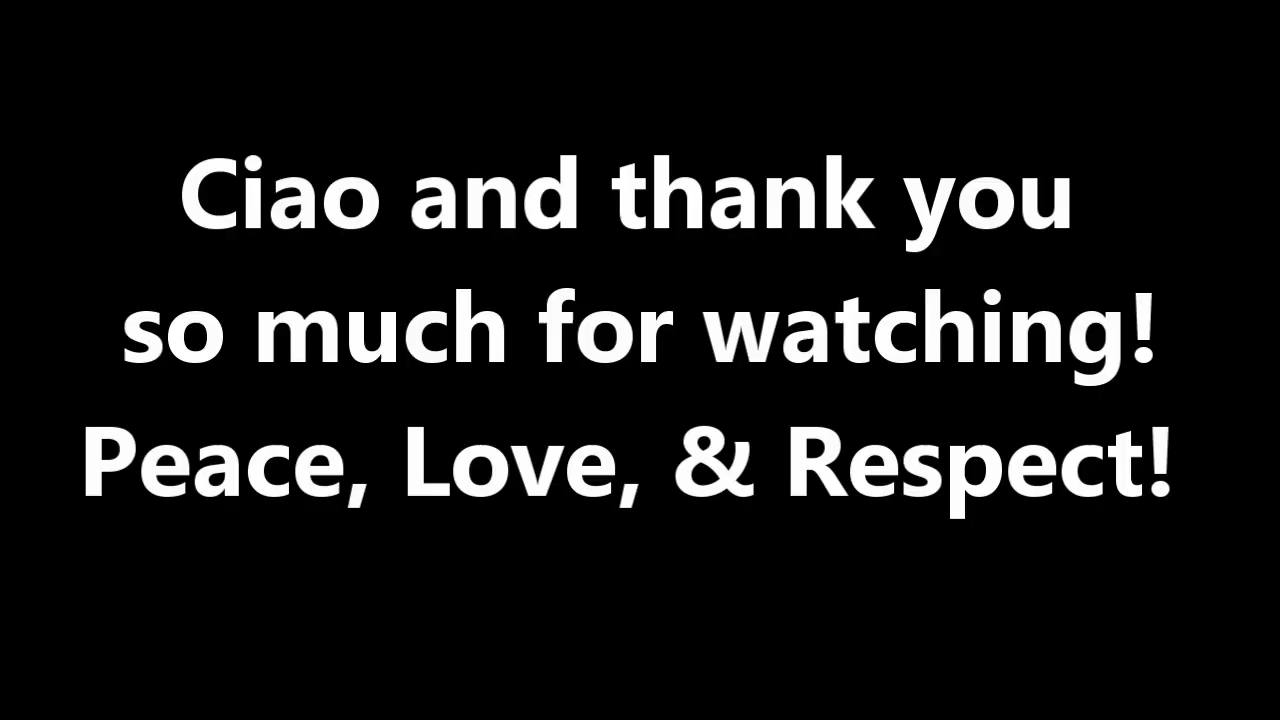 Ciao and thank you
so much for watching!
Peace, Love, & Respect!